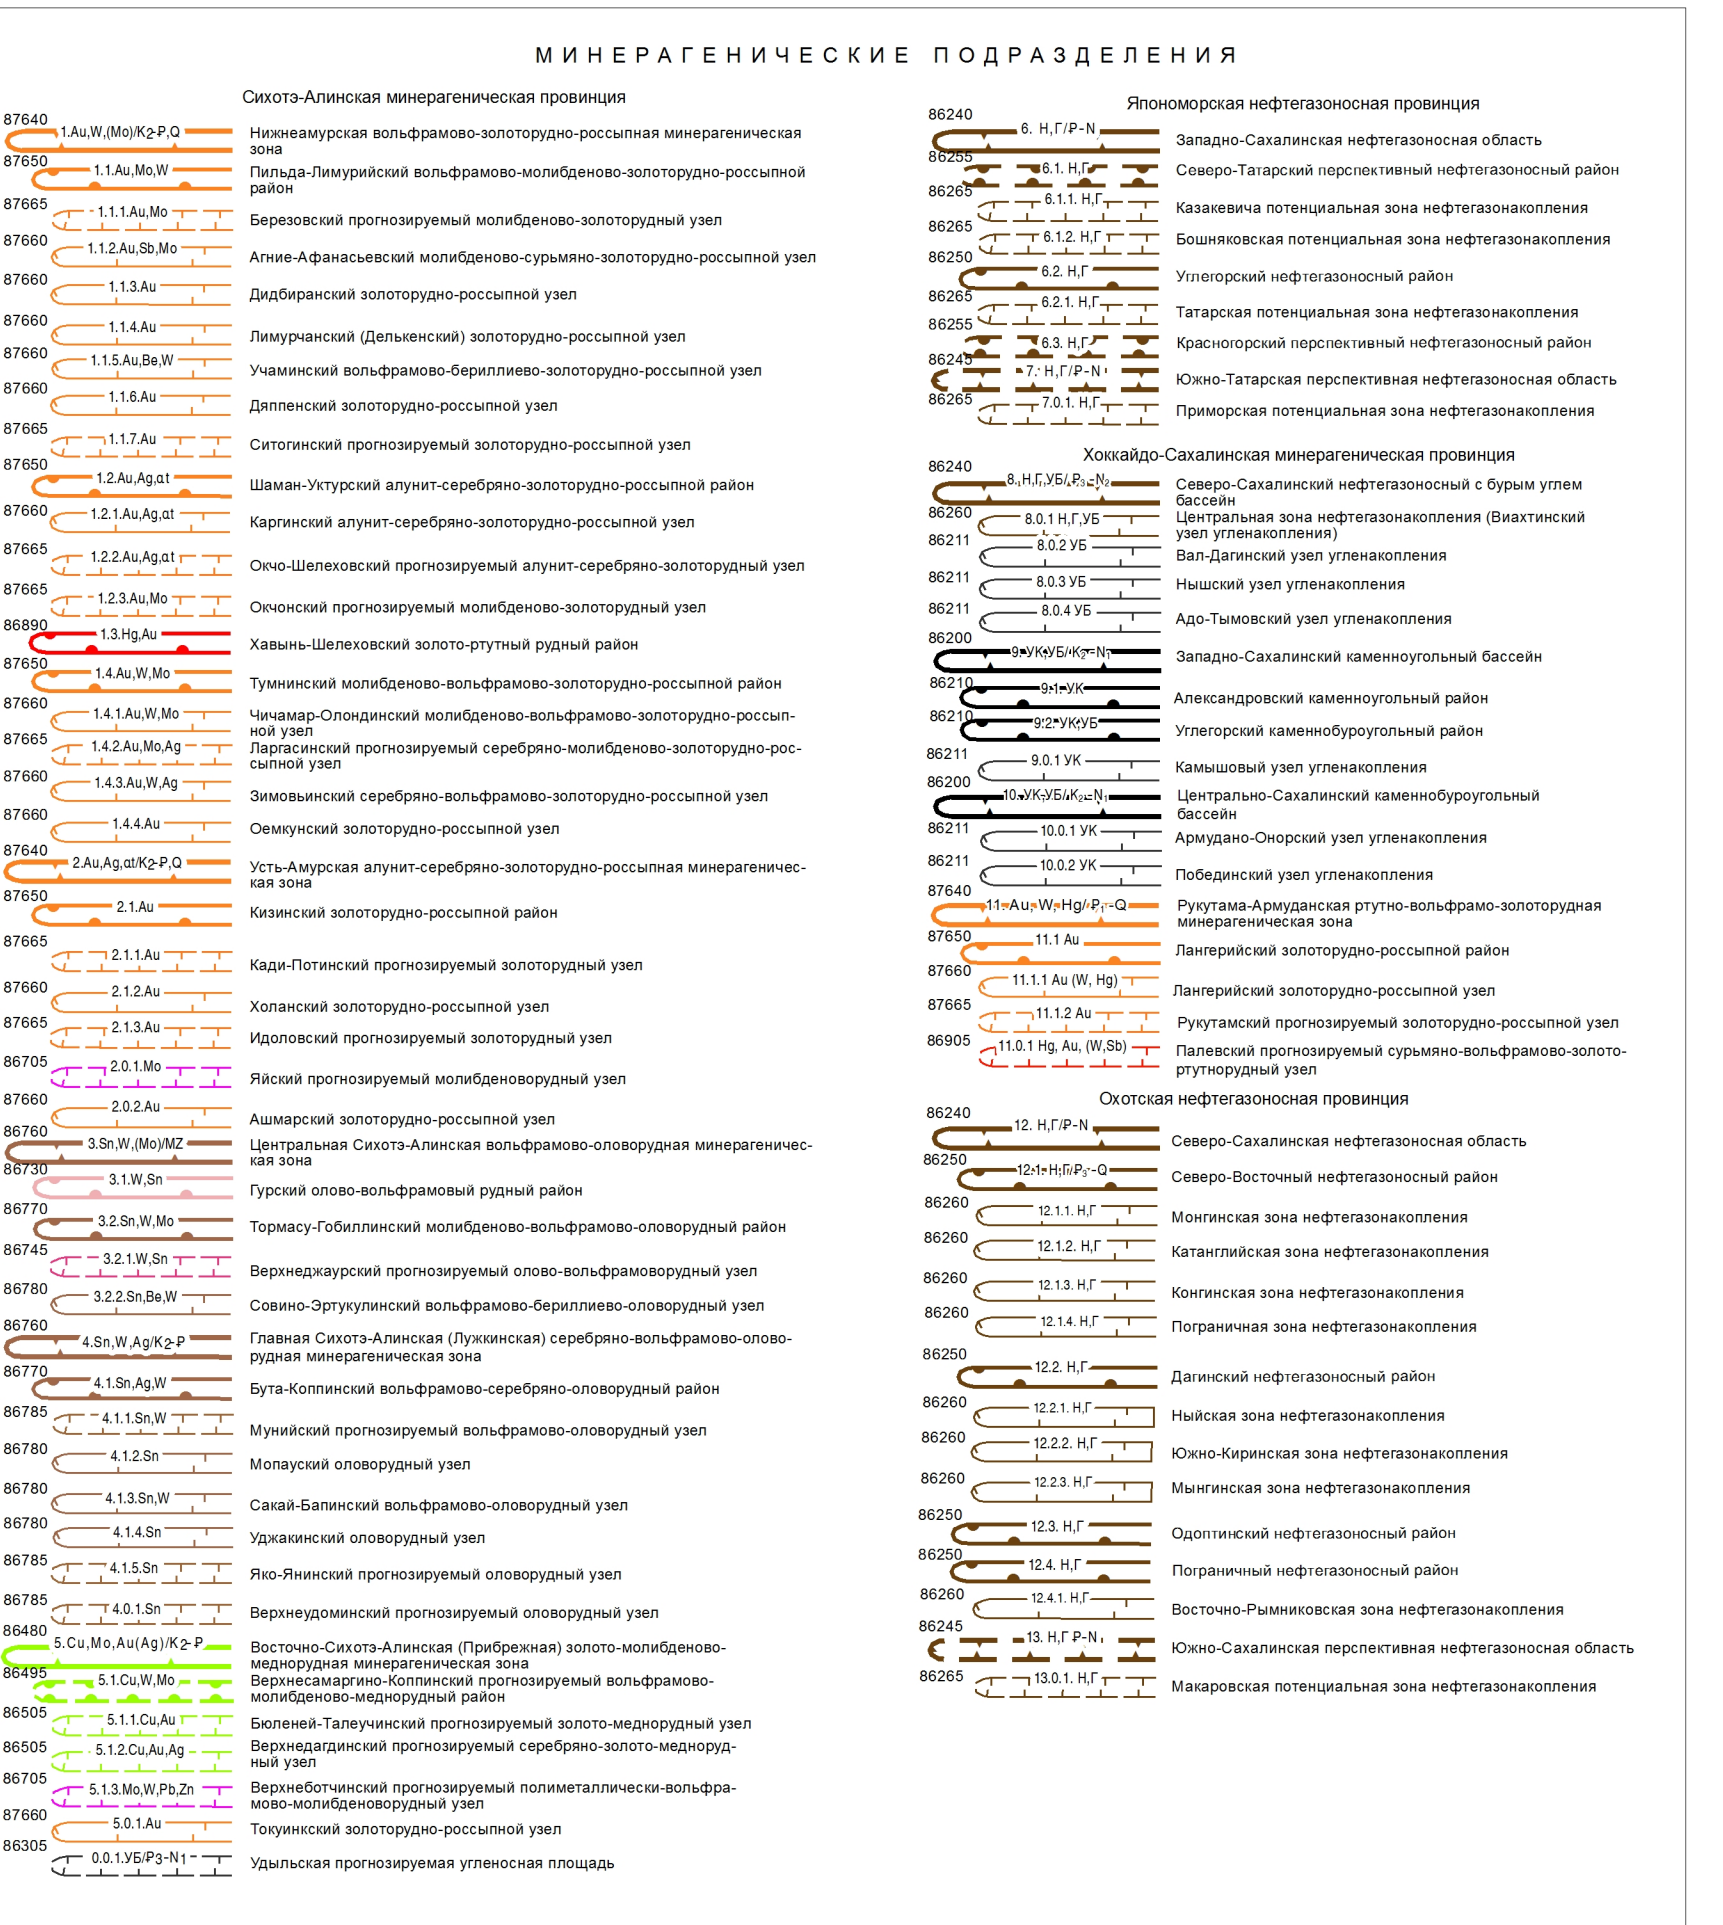 МИНЕРАГЕНИЧЕСКИЕ ПОДРАЗДЕЛЕНИЯ
Сихотэ-Алинская минерагеническая провинция
87640
1.Au,W,(Mo)/K2-₽,Q
Нижнеамурская вольфрамово-золоторудно-россыпная минерагеническая
зона
87650
1.1.Au,Mo,W
Пильда-Лимурийский вольфрамово-молибденово-золоторудно-россыпной
район
87665
1.1.1.Au,Mo
Березовский прогнозируемый молибденово-золоторудный узел
87660
1.1.2.Au,Sb,Mo
Агние-Афанасьевский молибденово-сурьмяно-золоторудно-россыпной узел
87660
1.1.3.Au
Дидбиранский золоторудно-россыпной узел
87660
1.1.4.Au
Лимурчанский (Делькенский) золоторудно-россыпной узел
87660
1.1.5.Au,Be,W
Учаминский вольфрамово-бериллиево-золоторудно-россыпной узел
87660
1.1.6.Au
Дяппенский золоторудно-россыпной узел
87665
1.1.7.Au
Ситогинский прогнозируемый золоторудно-россыпной узел
87650
1.2.Au,Ag,αt
Шаман-Уктурский алунит-серебряно-золоторудно-россыпной район
87660
1.2.1.Au,Ag,αt
Каргинский алунит-серебряно-золоторудно-россыпной узел
87665
1.2.2.Au,Ag,αt
Окчо-Шелеховский прогнозируемый алунит-серебряно-золоторудный узел
87665
1.2.3.Au,Mo
Окчонский прогнозируемый молибденово-золоторудный узел
86890
1.3.Hg,Au
Хавынь-Шелеховский золото-ртутный рудный район
87650
1.4.Au,W,Mo
Тумнинский молибденово-вольфрамово-золоторудно-россыпной район
87660
1.4.1.Au,W,Mo
Чичамар-Олондинский молибденово-вольфрамово-золоторудно-россып-
ной узел
87665
1.4.2.Au,Mo,Ag
Ларгасинский прогнозируемый серебряно-молибденово-золоторудно-рос-
сыпной узел
87660
1.4.3.Au,W,Ag
Зимовьинский серебряно-вольфрамово-золоторудно-россыпной узел
87660
1.4.4.Au
Оемкунский золоторудно-россыпной узел
87640
2.Au,Ag,αt/K2-₽,Q
Усть-Амурская алунит-серебряно-золоторудно-россыпная минерагеничес-
кая зона
87650
2.1.Au
Кизинский золоторудно-россыпной район
87665
2.1.1.Au
Кади-Потинский прогнозируемый золоторудный узел
87660
2.1.2.Au
Холанский золоторудно-россыпной узел
87665
2.1.3.Au
Идоловский прогнозируемый золоторудный узел
86705
2.0.1.Mo
Яйский прогнозируемый молибденоворудный узел
87660
2.0.2.Au
Ашмарский золоторудно-россыпной узел
86760
3.Sn,W,(Mo)/MZ
Центральная Сихотэ-Алинская вольфрамово-оловорудная минерагеничес-
кая зона
86730
3.1.W,Sn
Гурский олово-вольфрамовый рудный район
86770
3.2.Sn,W,Mo
Тормасу-Гобиллинский молибденово-вольфрамово-оловорудный район
86745
3.2.1.W,Sn
Верхнеджаурский прогнозируемый олово-вольфрамоворудный узел
86780
3.2.2.Sn,Be,W
Совино-Эртукулинский вольфрамово-бериллиево-оловорудный узел
86760
4.Sn,W,Ag/K2-₽
Главная Сихотэ-Алинская (Лужкинская) серебряно-вольфрамово-олово-
рудная минерагеническая зона
86770
4.1.Sn,Ag,W
Бута-Коппинский вольфрамово-серебряно-оловорудный район
86785
4.1.1.Sn,W
Мунийский прогнозируемый вольфрамово-оловорудный узел
86780
4.1.2.Sn
Мопауский оловорудный узел
86780
4.1.3.Sn,W
Сакай-Бапинский вольфрамово-оловорудный узел
86780
4.1.4.Sn
Уджакинский оловорудный узел
86785
4.1.5.Sn
Яко-Янинский прогнозируемый оловорудный узел
86785
4.0.1.Sn
Верхнеудоминский прогнозируемый оловорудный узел
86480
5.Cu,Mo,Au(Ag)/K2-₽
Восточно-Сихотэ-Алинская (Прибрежная) золото-молибденово-
меднорудная минерагеническая зона
86495
5.1.Cu,W,Mo
Верхнесамаргино-Коппинский прогнозируемый вольфрамово-
молибденово-меднорудный район
86505
5.1.1.Cu,Au
Бюленей-Талеучинский прогнозируемый золото-меднорудный узел
86505
5.1.2.Cu,Au,Ag
Верхнедагдинский прогнозируемый серебряно-золото-медноруд-
ный узел
86705
5.1.3.Mo,W,Pb,Zn
Верхнеботчинский прогнозируемый полиметаллически-вольфра-
мово-молибденоворудный узел
87660
5.0.1.Au
Токуинкский золоторудно-россыпной узел
86305
0.0.1.УБ/₽3-N1
Удыльская прогнозируемая угленосная площадь
Япономорская нефтегазоносная провинция
86240
6. Н,Г/₽-N
Западно-Сахалинская нефтегазоносная область
86255
6.1. Н,Г
Северо-Татарский перспективный нефтегазоносный район
86265
6.1.1. Н,Г
Казакевича потенциальная зона нефтегазонакопления
86265
6.1.2. Н,Г
Бошняковская потенциальная зона нефтегазонакопления
86250
6.2. Н,Г
Углегорский нефтегазоносный район
86265
6.2.1. Н,Г
Татарская потенциальная зона нефтегазонакопления
86255
6.3. Н,Г
Красногорский перспективный нефтегазоносный район
86245
7. Н,Г/₽-N
Южно-Татарская перспективная нефтегазоносная область
86265
7.0.1. Н,Г
Приморская потенциальная зона нефтегазонакопления
Хоккайдо-Сахалинская минерагеническая провинция
86240
8. Н,Г,УБ/₽3-N2
Северо-Сахалинский нефтегазоносный с бурым углем
бассейн
86260
8.0.1 Н,Г,УБ
Центральная зона нефтегазонакопления (Виахтинский
узел угленакопления)
86211
8.0.2 УБ
Вал-Дагинский узел угленакопления
86211
8.0.3 УБ
Нышский узел угленакопления
86211
8.0.4 УБ
Адо-Тымовский узел угленакопления
86200
9. УК,УБ/K2-N1
Западно-Сахалинский каменноугольный бассейн
86210
9.1. УК
Александровский каменноугольный район
86210
9.2. УК,УБ
Углегорский каменнобуроугольный район
86211
9.0.1 УК
Камышовый узел угленакопления
86200
10. УК,УБ/K2-N1
Центрально-Сахалинский каменнобуроугольный
бассейн
86211
10.0.1 УК
Армудано-Онорский узел угленакопления
86211
10.0.2 УК
Побединский узел угленакопления
87640
11. Au, W, Hg/₽1-Q
Рукутама-Армуданская ртутно-вольфрамо-золоторудная
минерагеническая зона
87650
11.1 Au
Лангерийский золоторудно-россыпной район
87660
11.1.1 Au (W, Hg)
Лангерийский золоторудно-россыпной узел
87665
11.1.2 Au
Рукутамский прогнозируемый золоторудно-россыпной узел
86905
11.0.1 Hg, Au, (W,Sb)
Палевский прогнозируемый сурьмяно-вольфрамово-золото-
ртутнорудный узел
Охотская нефтегазоносная провинция
86240
12. Н,Г/₽-N
Северо-Сахалинская нефтегазоносная область
86250
12.1. Н,Г/₽3-Q
Северо-Восточный нефтегазоносный район
86260
12.1.1. Н,Г
Монгинская зона нефтегазонакопления
86260
12.1.2. Н,Г
Катанглийская зона нефтегазонакопления
86260
12.1.3. Н,Г
Конгинская зона нефтегазонакопления
86260
12.1.4. Н,Г
Пограничная зона нефтегазонакопления
86250
12.2. Н,Г
Дагинский нефтегазоносный район
86260
12.2.1. Н,Г
Ныйская зона нефтегазонакопления
86260
12.2.2. Н,Г
Южно-Киринская зона нефтегазонакопления
86260
12.2.3. Н,Г
Мынгинская зона нефтегазонакопления
86250
12.3. Н,Г
Одоптинский нефтегазоносный район
86250
12.4. Н,Г
Пограничный нефтегазоносный район
86260
12.4.1. Н,Г
Восточно-Рымниковская зона нефтегазонакопления
86245
13. Н,Г ₽-N
Южно-Сахалинская перспективная нефтегазоносная область
86265
13.0.1. Н,Г
Макаровская потенциальная зона нефтегазонакопления